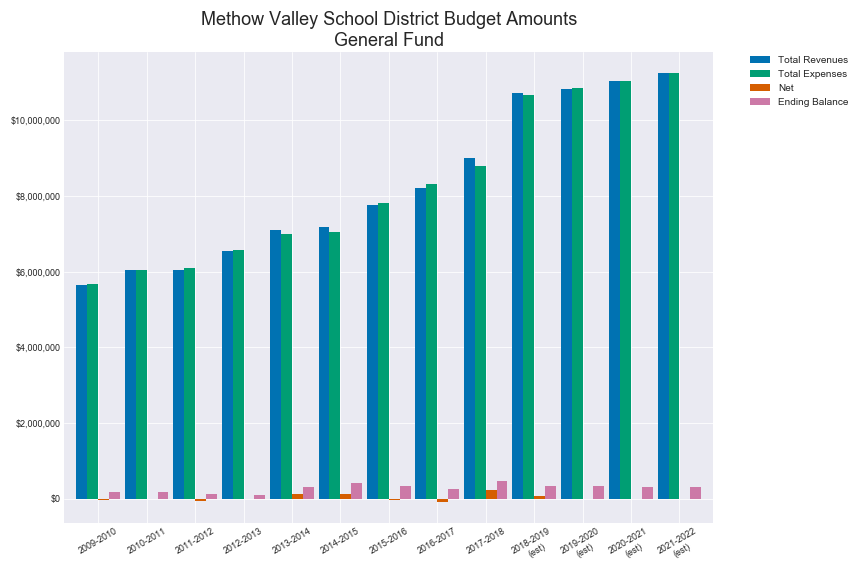 Methow Valley School District Budget Amounts
General Fund
Total Revenues
Total Expenses
Net
Ending Balance
$10,000,000
$8,000,000
$6,000,000
$4,000,000
$2,000,000
$0
2009-2010
2010-2011
2011-2012
2012-2013
2013-2014
2014-2015
2015-2016
2016-2017
2017-2018
2018-2019
(est)
2019-2020
(est)
2020-2021
(est)
2021-2022
(est)